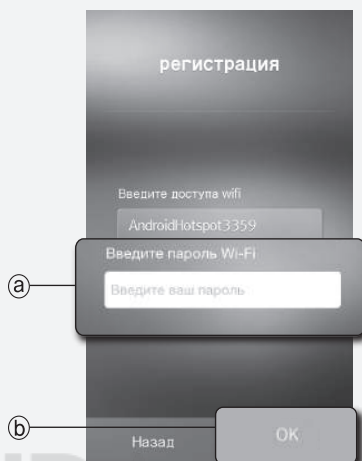 регистрация
Введите доступа wifi
AndroidHotspot3359
Введите пароль Wi-Fi
Введите ваш пароль
a
b
Назад
OK